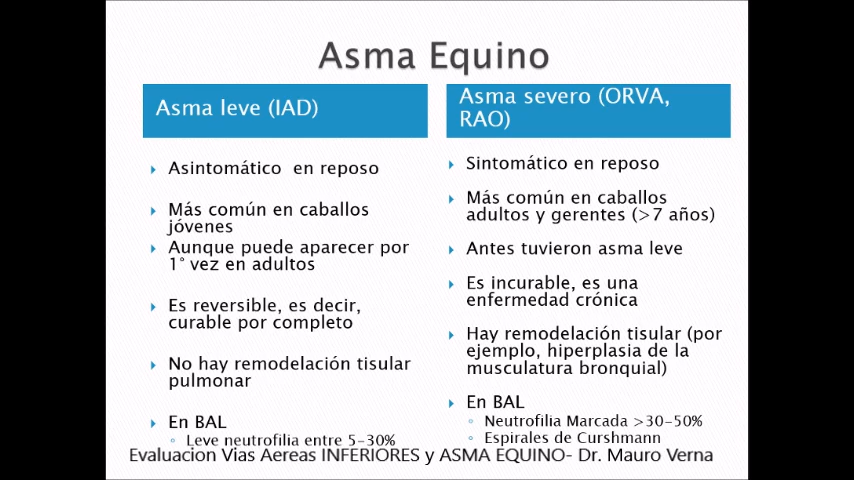 Asma Equino
Asma leve (IAD)
Asintomático en reposo
Más común en caballos
jóvenes
Aunque puede aparecer por
1° vez en adultos
Es reversible, es decir,
curable por completo
No hay remodelación tisular
pulmonar
En BAL
Leve neutrofilia entre 5-30%
Asma severo (ORVA,
RAO)
Sintomático en reposo
Más común en caballos
adultos y gerentes (>7 años)
Antes tuvieron asma leve
Es incurable, es una
enfermedad crónica
Hay remodelación tisular (por
ejemplo, hiperplasia de la
musculatura bronquial)
En BAL
Neutrofilia Marcada >30-50%
Espirales de Curshmann
Evaluacion Vias Aereas INFERIORES y ASMA EQUINO- Dr. Mauro Verna